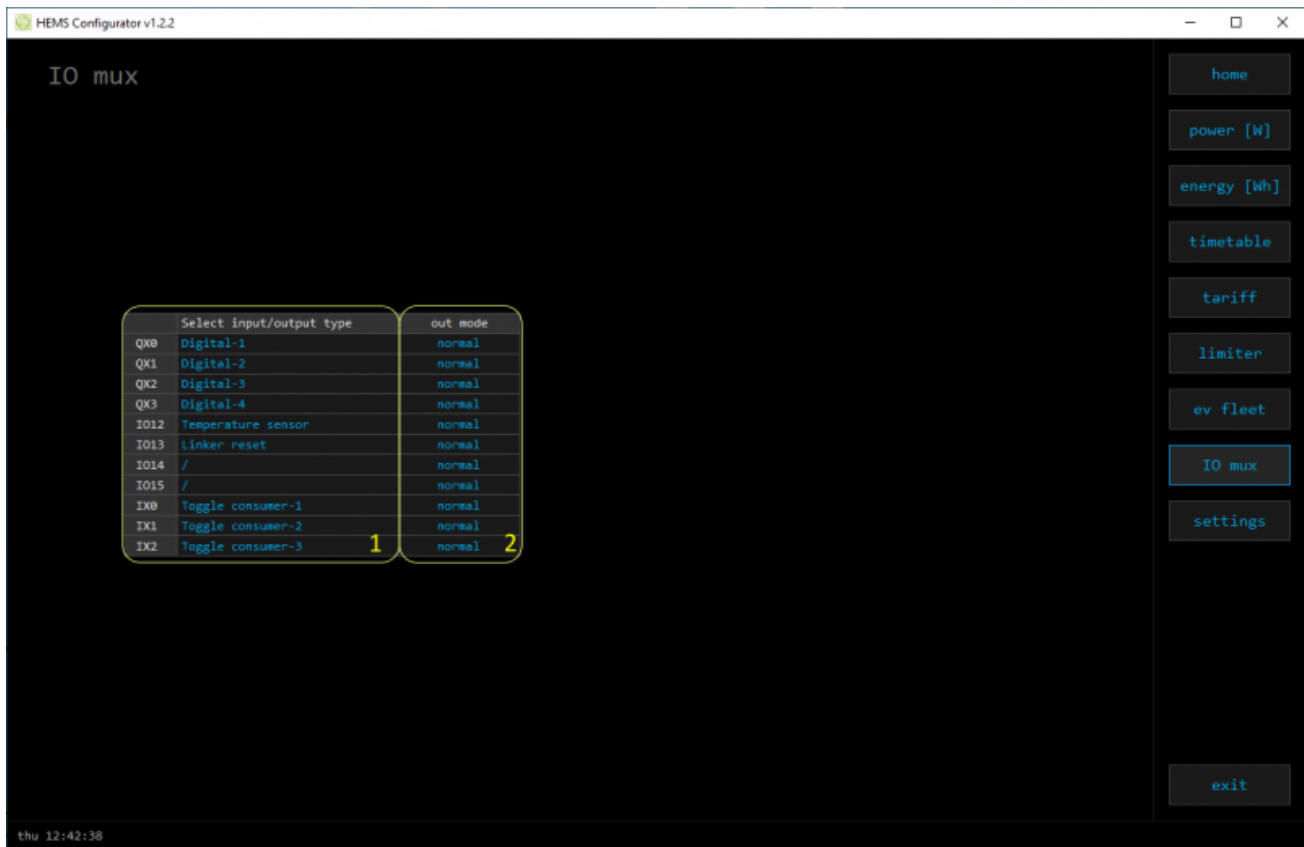 HEMS Configurator v1.2.2
IO mux
home
power [W]
energy [Wh]
timetable
tariff
limiter
ev fleet
IO mux
settings
exit
Select input/output type out mode
QX0 Digital-1 normal
QX1 Digital-2 normal
QX2 Digital-3 normal
QX3 Digital-4 normal
IO12 Temperature sensor normal
IO13 Linker reset normal
IO14 / normal
IO15 / normal
IX0 Toggle consumer-1 normal
IX1 Toggle consumer-2 normal
IX2 Toggle consumer-3 1 normal 2
thu 12:42:38